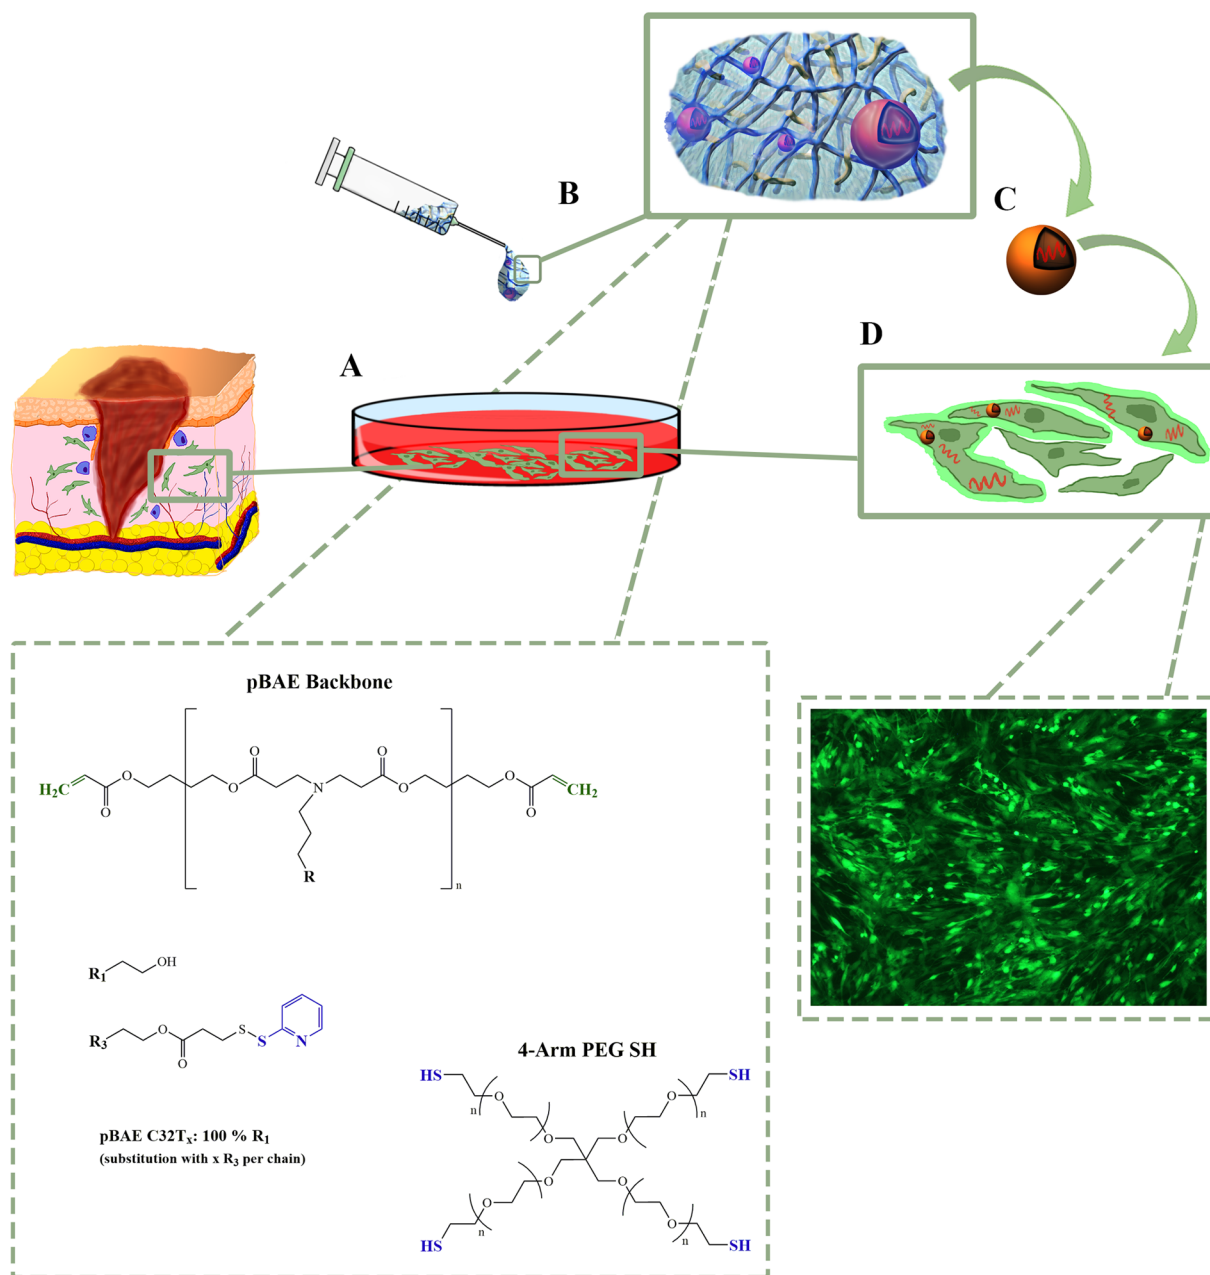 B
C
D
A
pBAE Backbone
O
O
H₂C
O
O
O
N
O
O
CH₂
O
O
R
n
R₁
OH
R₃
O
S
S
N
O
4-Arm PEG SH
HS
SH
O
O
n
n
O
O
O
O
pBAE C32Tₓ: 100 % R₁
(substitution with x R₃ per chain)
O
O
O
O
O
O
n
n
HS
SH